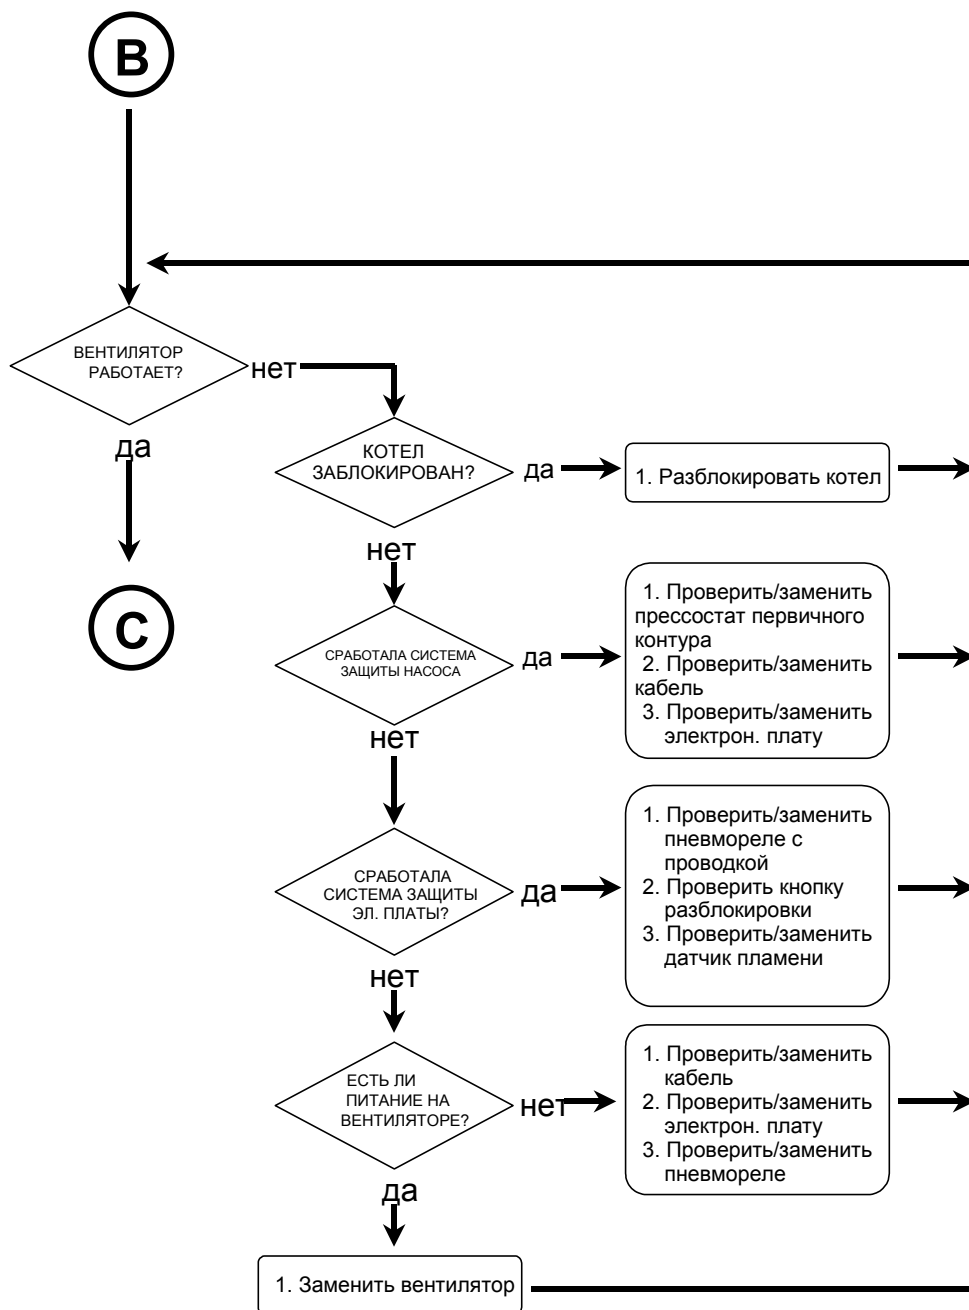 B
ВЕНТИЛЯТОР
РАБОТАЕТ?
нет
да
C
КОТЕЛ
ЗАБЛОКИРОВАН?
да
1. Разблокировать котел
нет
СРАБОТАЛА СИСТЕМА
ЗАЩИТЫ НАСОСА
да
1. Проверить/заменить
прессостат первичного
контура
2. Проверить/заменить
кабель
3. Проверить/заменить
электрон. плату
нет
СРАБОТАЛА
СИСТЕМА ЗАЩИТЫ
ЭЛ. ПЛАТЫ?
да
1. Проверить/заменить
пневмореле с
проводкой
2. Проверить кнопку
разблокировки
3. Проверить/заменить
датчик пламени
нет
ЕСТЬ ЛИ
ПИТАНИЕ НА
ВЕНТИЛЯТОРЕ?
нет
1. Проверить/заменить
кабель
2. Проверить/заменить
электрон. плату
3. Проверить/заменить
пневмореле
да
1. Заменить вентилятор